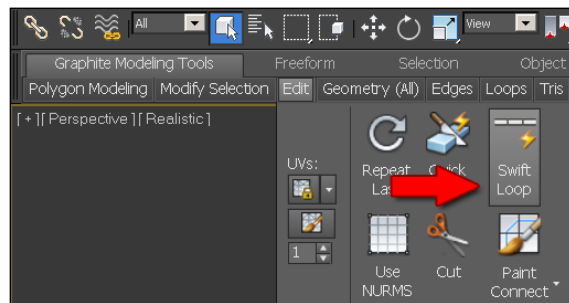 All View
Graphite Modeling Tools Freeform Selection Object
Polygon Modeling Modify Selection Edit Geometry (All) Edges Loops Tris
[ + ] [ Perspective ] [ Realistic ]
UVs:
Repeat
Quick
Swift
Loop
1
Use
NURMS
Cut
Paint
Connect